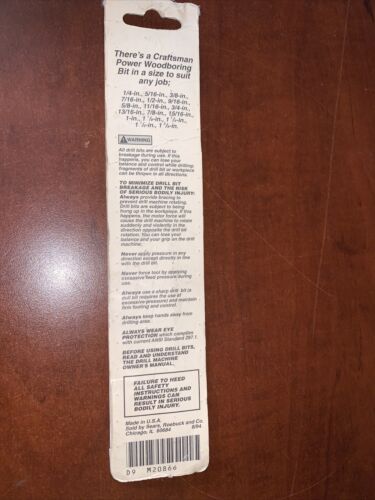 There's a Craftsman
Power Woodboring
Bit in a size to suit
any job:
1/4-in., 5/16-in., 3/8-in.,
7/16-in., 1/2-in., 9/16-in.,
5/8-in., 11/16-in., 3/4-in.,
13/16-in., 7/8-in., 15/16-in.,
1-in., 1
1
WARNING
All drill bits are subject to
breakage during use. If this
happens, you can lose your
balance and control while drilling;
fragments of drill bit or workpiece
can be thrown in all directions.
TO MINIMIZE DRILL BIT
BREAKAGE AND THE RISK
OF SERIOUS BODILY INJURY:
Always provide bracing to
prevent drill machine rotating.
Drill bits are subject to being
hung up in the workpiece. If this
happens, the motor force will
cause the drill machine to rotate
suddenly and violently in the
direction opposite the drill bit
rotation. You can lose your
balance and your grip on the drill
machine.
Never apply pressure in any
direction except directly in line
with the drill bit.
Never force tool by applying
excessive feed pressure during
use.
Always use a sharp drill bit
dull bit requires the use of
excessive pressure and maintain
firm footing and control.
Always keep hands away from
drilling area.
ALWAYS WEAR EYE
PROTECTION which complies
with current ANSI Standard Z87.1.
BEFORE USING DRILL BITS,
READ AND UNDERSTAND
THE DRILL MACHINE
OWNER'S MANUAL.
FAILURE TO HEED
ALL SAFETY
INSTRUCTIONS AND
WARNINGS CAN
RESULT IN SERIOUS
BODILY INJURY.
Made in U.S.A.
Sold by Sears, Roebuck and Co.
Chicago, IL 60684 8/94
D9 M20866